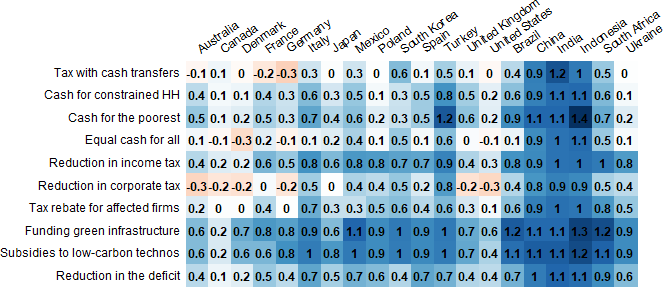 Australia Canada Denmark France Germany Italy Japan Mexico Poland South Korea Spain Turkey United Kingdom United States Brazil China India Indonesia South Africa Ukraine
Tax with cash transfers -0.1 0.1 0 -0.2 -0.3 0.3 0 0.3 0 0.6 0.1 0.5 0.1 0 0.4 0.9 1.2 1 0.5 0
Cash for constrained HH 0.4 0.1 0.1 0.4 0.3 0.6 0.3 0.5 0.1 0.3 0.5 0.8 0.5 0.2 0.6 0.9 1.1 1.1 0.6 0.1
Cash for the poorest 0.5 0.1 0.2 0.5 0.3 0.7 0.4 0.6 0.2 0.4 0.5 1.2 0.6 0.2 0.9 1.1 1.1 1.4 0.7 0.2
Equal cash for all 0.1 -0.1 -0.3 0.2 -0.1 0.1 0.2 0.4 0.1 0.5 0.1 0.6 0 -0.1 0.1 0.9 1 1.1 0.5 0.1
Reduction in income tax 0.4 0.2 0.2 0.6 0.5 0.8 0.6 0.8 0.8 0.7 0.7 0.9 0.4 0.3 0.8 0.9 1 1 1 0.8
Reduction in corporate tax -0.3 -0.2 -0.2 0 -0.2 0.5 0 0.4 0.4 0.5 0.2 0.8 -0.2 -0.3 0.4 0.8 0.9 0.9 0.5 0.4
Tax rebate for affected firms 0.2 0 0 0.4 0 0.7 0.3 0.3 0.5 0.6 0.4 0.6 0.3 0.1 0.6 0.9 1 1 0.8 0.5
Funding green infrastructure 0.6 0.2 0.7 0.8 0.8 0.9 0.6 1.1 0.9 1 0.9 1 0.7 0.6 1.2 1.2 1 1.3 1.2 0.9
Subsidies to low-carbon technos 0.6 0.2 0.6 0.6 0.8 1 0.8 1 0.9 1 0.9 1 0.7 0.4 1.1 1.1 1.1 1.2 1.1 0.9
Reduction in the deficit 0.4 0.1 0.2 0.5 0.4 0.7 0.5 0.7 0.6 0.4 0.7 0.7 0.4 0.4 0.7 1 1.1 1.1 0.9 0.6